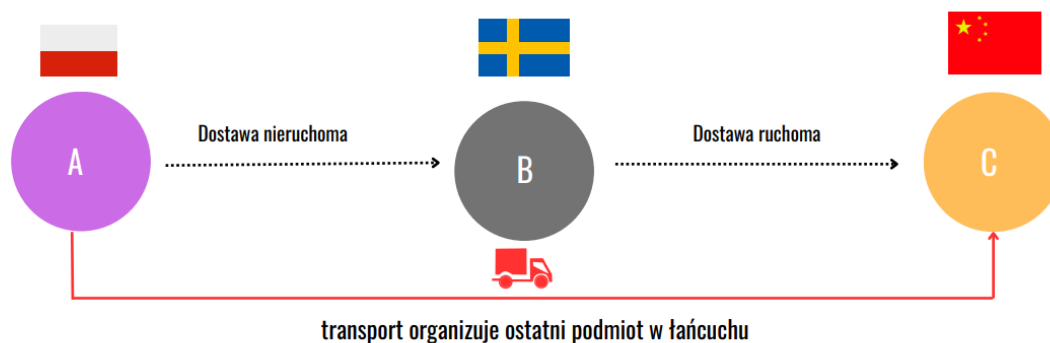 Dostawa nieruchoma
Dostawa ruchoma
A
B
C
transport organizuje ostatni podmiot w łańcuchu